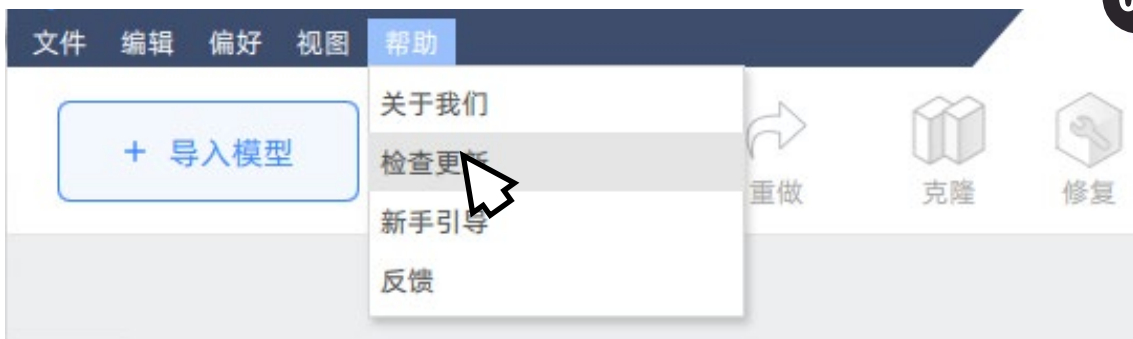 文件 编辑 偏好 视图 帮助
+ 导入模型
关于我们
检查更新
新手引导
反馈
重做 克隆 修复